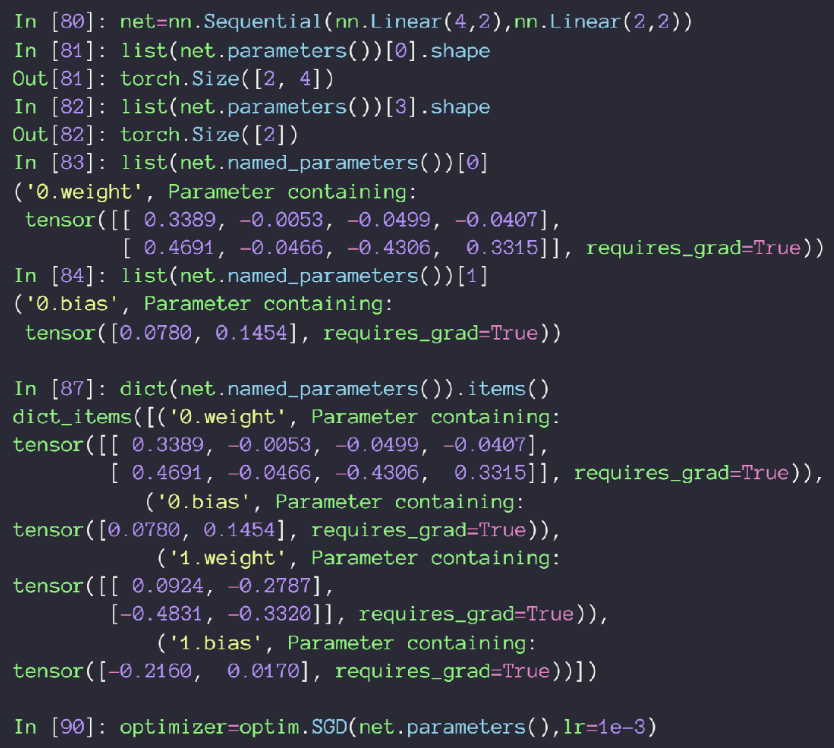 In [80]: net=nn.Sequential(nn.Linear(4,2),nn.Linear(2,2))
In [81]: list(net.parameters())[0].shape
Out[81]: torch.Size([2, 4])
In [82]: list(net.parameters())[3].shape
Out[82]: torch.Size([2])
In [83]: list(net.named_parameters())[0]
('0.weight', Parameter containing:
 tensor([[ 0.3389, -0.0053, -0.0499, -0.0407],
         [ 0.4691, -0.0466, -0.4306,  0.3315]], requires_grad=True))
In [84]: list(net.named_parameters())[1]
('0.bias', Parameter containing:
 tensor([0.0780, 0.1454], requires_grad=True))
In [87]: dict(net.named_parameters()).items()
dict_items([('0.weight', Parameter containing:
tensor([[ 0.3389, -0.0053, -0.0499, -0.0407],
        [ 0.4691, -0.0466, -0.4306,  0.3315]], requires_grad=True)),
           ('0.bias', Parameter containing:
tensor([0.0780, 0.1454], requires_grad=True)),
            ('1.weight', Parameter containing:
tensor([[ 0.0924, -0.2787],
        [-0.4831, -0.3320]], requires_grad=True)),
            ('1.bias', Parameter containing:
tensor([-0.2160,  0.0170], requires_grad=True))])
In [90]: optimizer=optim.SGD(net.parameters(),lr=1e-3)